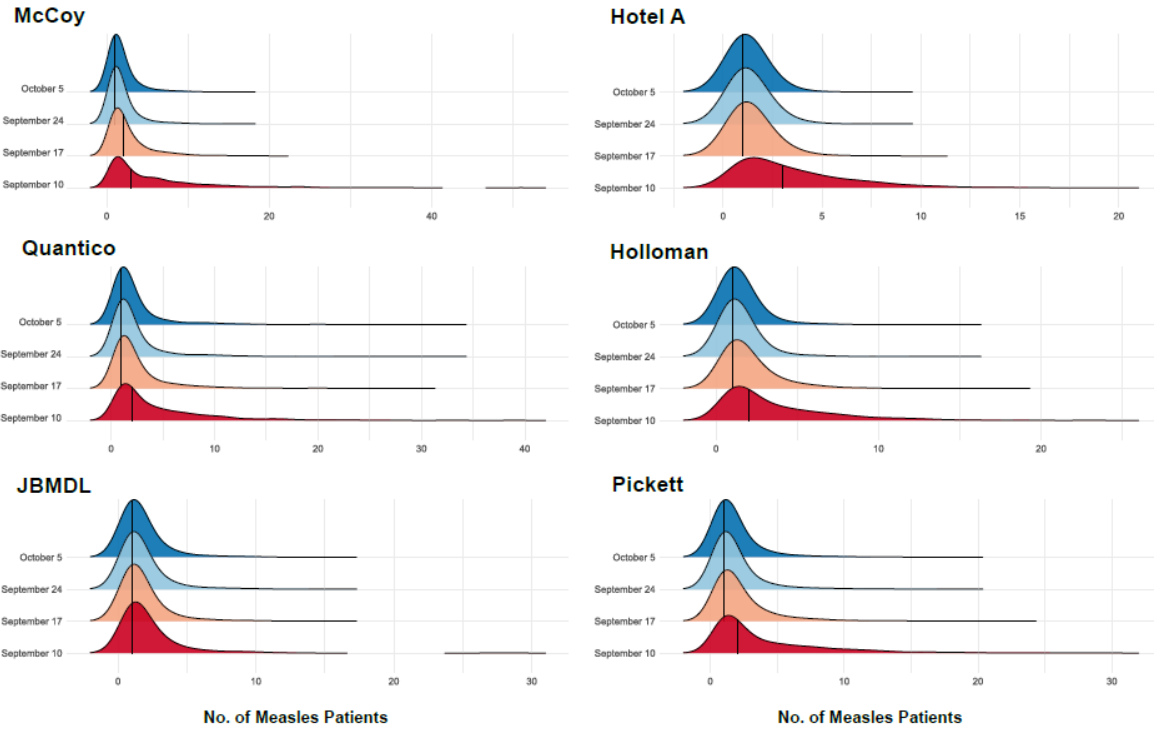 McCoy
October 5
September 24
September 17
September 10
0 20 40
Hotel A
October 5
September 24
September 17
September 10
0 5 10 15 20
Quantico
October 5
September 24
September 17
September 10
0 10 20 30 40
Holloman
October 5
September 24
September 17
September 10
0 10 20
JBMDL
October 5
September 24
September 17
September 10
0 10 20 30
No. of Measles Patients
Pickett
October 5
September 24
September 17
September 10
0 10 20 30
No. of Measles Patients